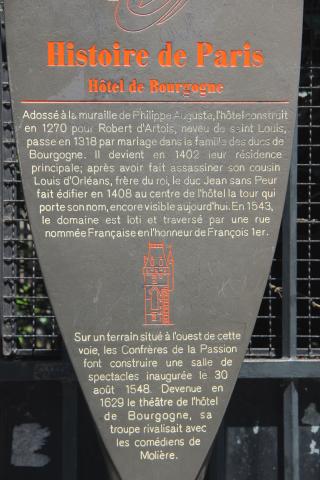 Histoire de Paris
Hôtel de Bourgogne
Adossé à la muraille de Philippe Auguste, l'hôtel construit
en 1270 pour Robert d'Artois, neveu de saint Louis,
passe en 1318 par mariage dans la famille des ducs de
Bourgogne. Il devient en 1402 leur résidence
principale; après avoir fait assassiner son cousin
Louis d'Orléans, frère du roi, le duc Jean sans Peur
fait édifier en 1408 au centre de l'hôtel la tour qui
porte son nom, encore visible aujourd'hui. En 1543,
le domaine est loti et traversé par une rue
nommée Française en l'honneur de François 1er.
Sur un terrain situé à l'ouest de cette
voie, les Confrères de la Passion
font construire une salle de
spectacles inaugurée le 30
août 1548. Devenue en
1629 le théâtre de l'hôtel
de Bourgogne, sa
troupe rivalisait avec
les comédiens de
Molière.